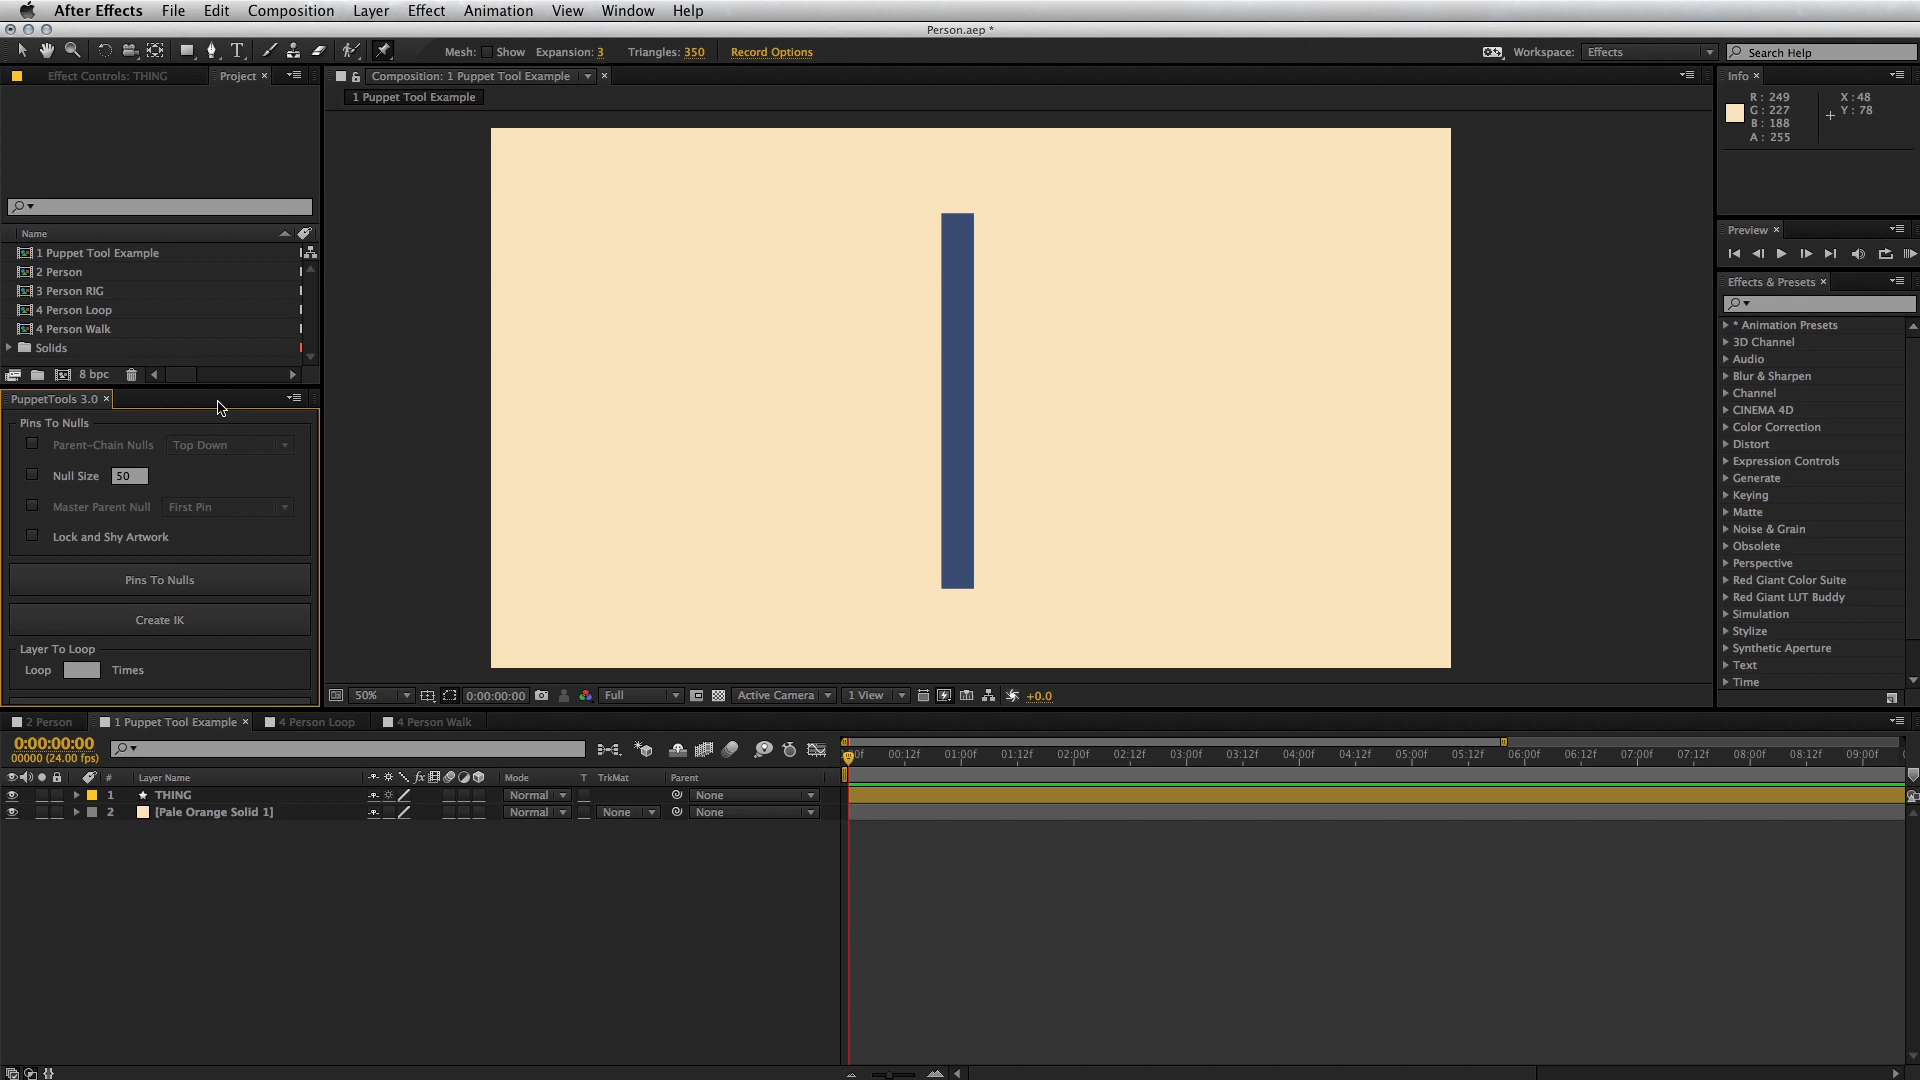 After Effects File Edit Composition Layer Effect Animation View Window Help
Person.aep *
Mesh: Show Expansion: 3 Triangles: 350 Record Options Workspace: Effects Search Help
Effect Controls: THING Project × Composition: 1 Puppet Tool Example × Info ×
1 Puppet Tool Example
R: 249 X: 48
G: 227 Y: 78
B: 188
A: 255
Name
1 Puppet Tool Example
2 Person
3 Person RIG
4 Person Loop
4 Person Walk
Solids
8 bpc
PuppetTools 3.0 ×
Pins To Nulls
Parent-Chain Nulls Top Down
Null Size 50
Master Parent Null First Pin
Lock and Shy Artwork
Pins To Nulls
Create IK
Layer To Loop
Loop Times
Preview ×
Effects & Presets ×
* Animation Presets
3D Channel
Audio
Blur & Sharpen
Channel
CINEMA 4D
Color Correction
Distort
Expression Controls
Generate
Keying
Matte
Noise & Grain
Obsolete
Perspective
Red Giant Color Suite
Red Giant LUT Buddy
Simulation
Stylize
Synthetic Aperture
Text
Time
50% 0:00:00:00 Full Active Camera 1 View +0.0
2 Person 1 Puppet Tool Example × 4 Person Loop 4 Person Walk
0:00:00:00
00000 (24.00 fps)
00:12f 01:00f 01:12f 02:00f 02:12f 03:00f 03:12f 04:00f 04:12f 05:00f 05:12f 06:00f 06:12f 07:00f 07:12f 08:00f 08:12f 09:00f
# Layer Name fx Mode T TrkMat Parent
1 THING Normal None
2 [Pale Orange Solid 1] Normal None None